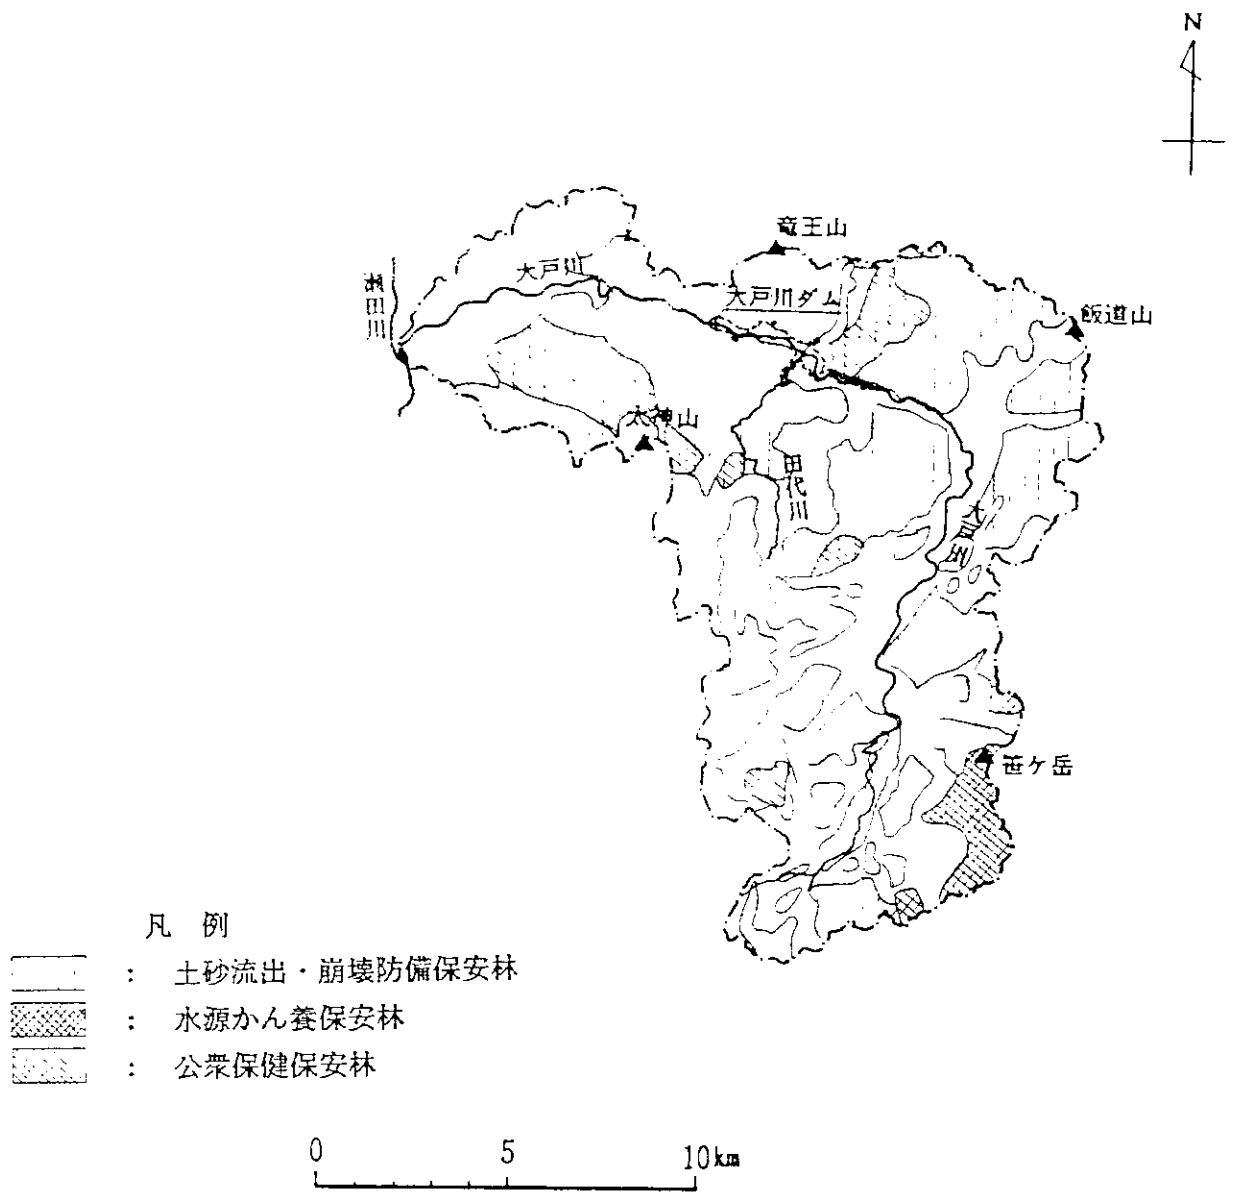 N
竜王山
大戸川
瀬田川
大戸川ダム
飯道山
太神山
田代川
大戸川
笹ケ岳
凡 例
: 土砂流出・崩壊防備保安林
: 水源かん養保安林
: 公衆保健保安林
0 5 10km